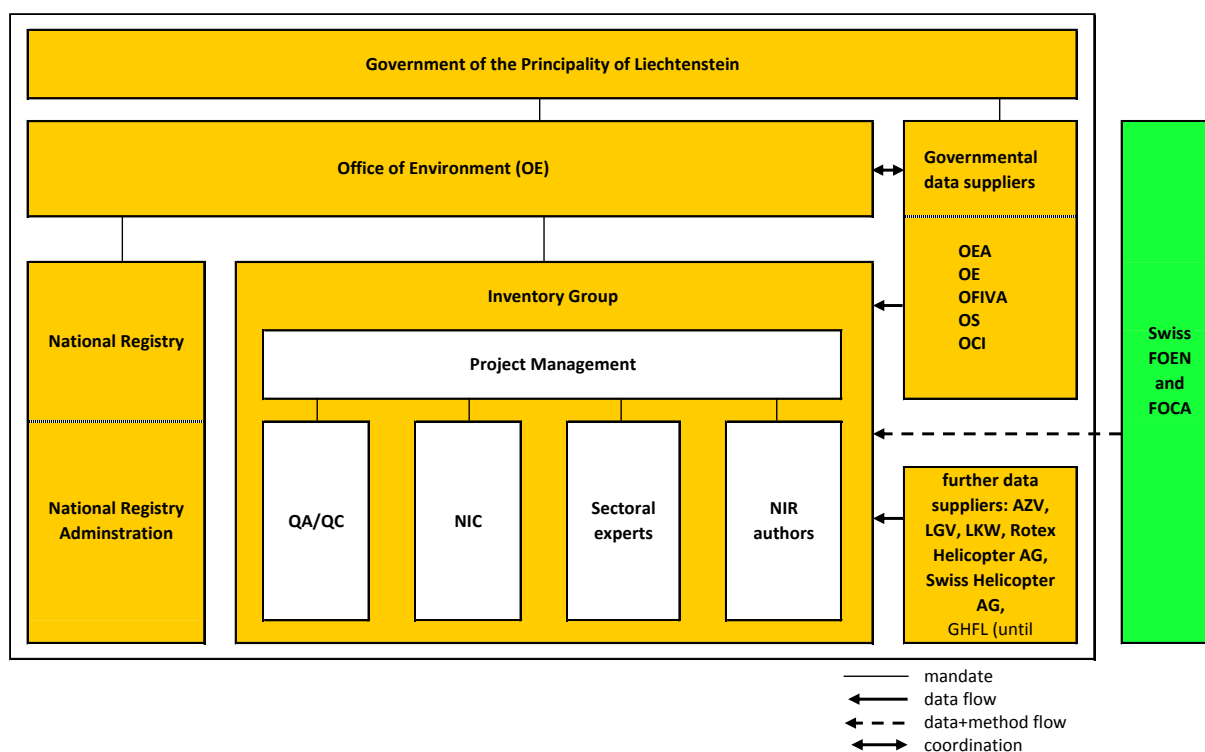 Government of the Principality of Liechtenstein
Office of Environment (OE)
Governmental
data suppliers
OEA
OE
OFIVA
OS
OCI
National Registry
National Registry
Adminstration
Inventory Group
Project Management
QA/QC
NIC
Sectoral
experts
NIR
authors
further data
suppliers: AZV,
LGV, LKW, Rotex
Helicopter AG,
Swiss Helicopter
AG,
GHFL (until
Swiss
FOEN
and
FOCA
mandate
data flow
data+method flow
coordination